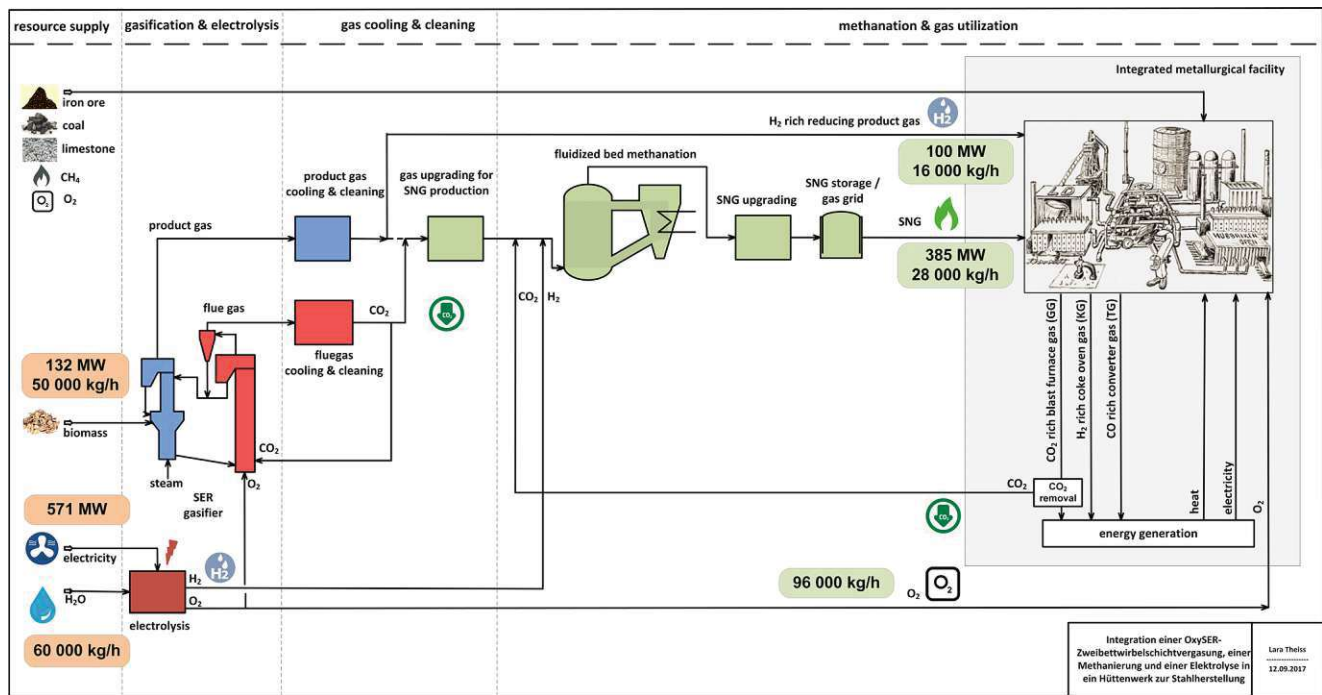 resource supply
gasification & electrolysis
gas cooling & cleaning
methanation & gas utilization
Integrated metallurgical facility
iron ore
coal
limestone
CH₄
O₂
O₂
H₂ rich reducing product gas
H2
100 MW
16 000 kg/h
product gas
product gas
cooling & cleaning
gas upgrading for
SNG production
fluidized bed methanation
SNG upgrading
SNG storage /
gas grid
SNG
385 MW
28 000 kg/h
flue gas
CO₂
fluegas
cooling & cleaning
CO₂
CO₂
H₂
132 MW
50 000 kg/h
biomass
steam
SER
gasifier
CO₂
O₂
CO₂ rich blast furnace gas (GG)
H₂ rich coke oven gas (KG)
CO rich converter gas (TG)
heat
electricity
O₂
CO₂
CO₂
removal
CO₂
energy generation
571 MW
electricity
H₂O
60 000 kg/h
electrolysis
H₂
O₂
H2
96 000 kg/h
O₂
O₂
Integration einer OxySER-
Zweibettwirbelschichtvergasung, einer
Methanierung und einer Elektrolyse in
ein Hüttenwerk zur Stahlherstellung
Lara Theiss
------------
12.09.2017